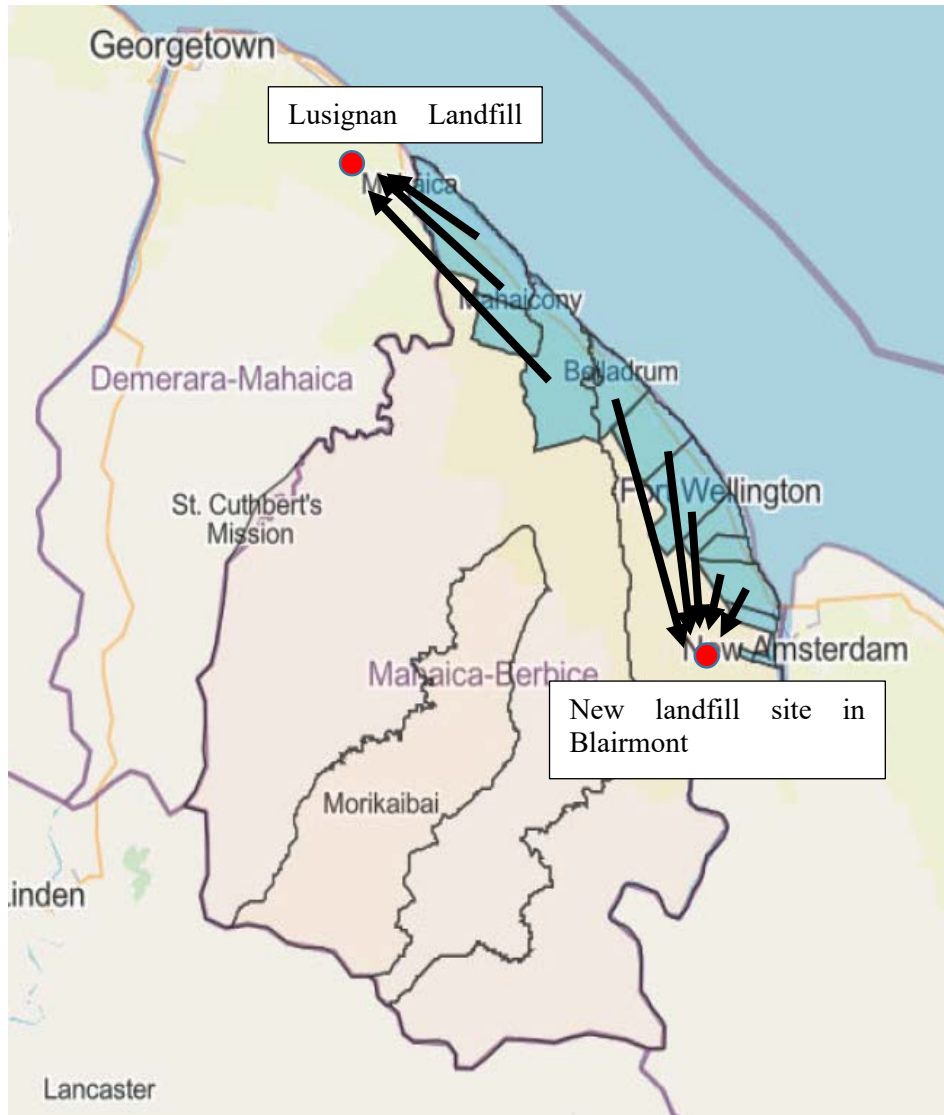 Georgetown
Lusignan Landfill
Mahaica
Mahaicony
Belladrum
Demerara-Mahaica
Fort Wellington
St. Cuthbert's
Mission
New Amsterdam
Mahaica-Berbice
New landfill site in
Blairmont
Morikaibai
Linden
Lancaster